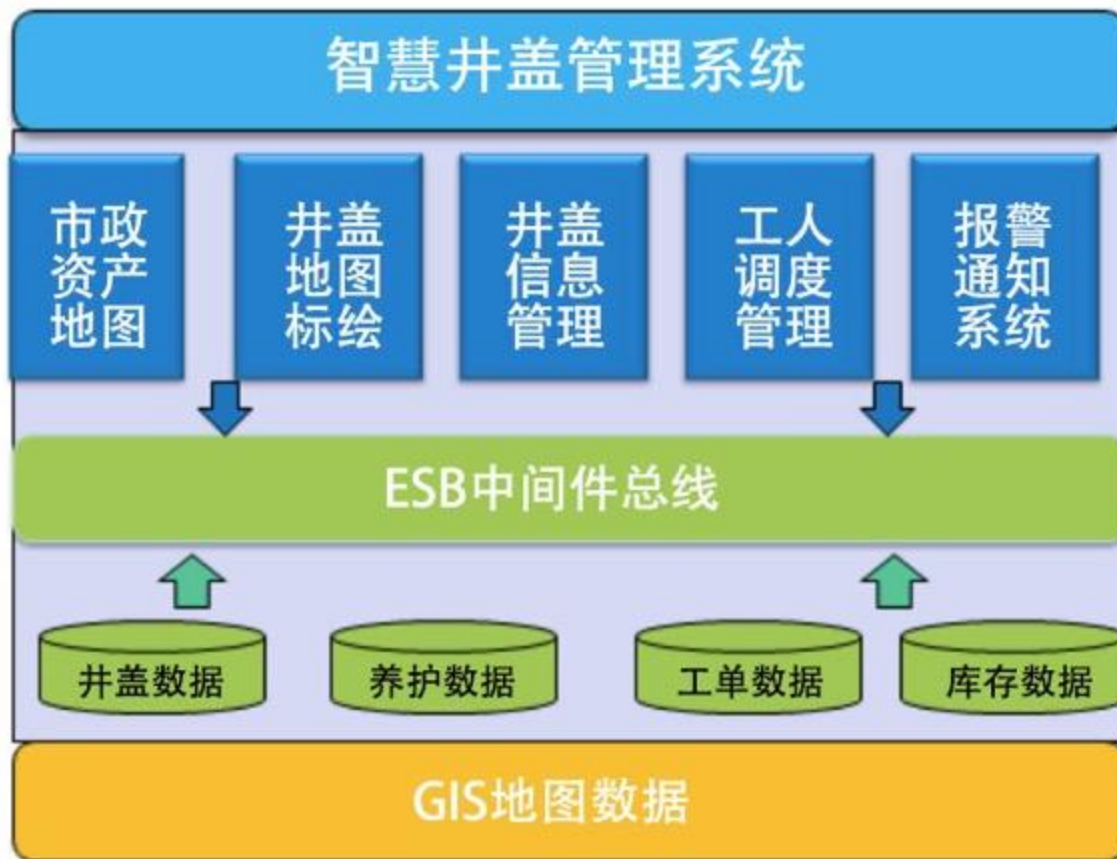 智慧井盖管理系统
市政
资产
地图
井盖
地图
标绘
井盖
信息
管理
工人
调度
管理
报警
通知
系统
ESB中间件总线
井盖数据
养护数据
工单数据
库存数据
GIS地图数据